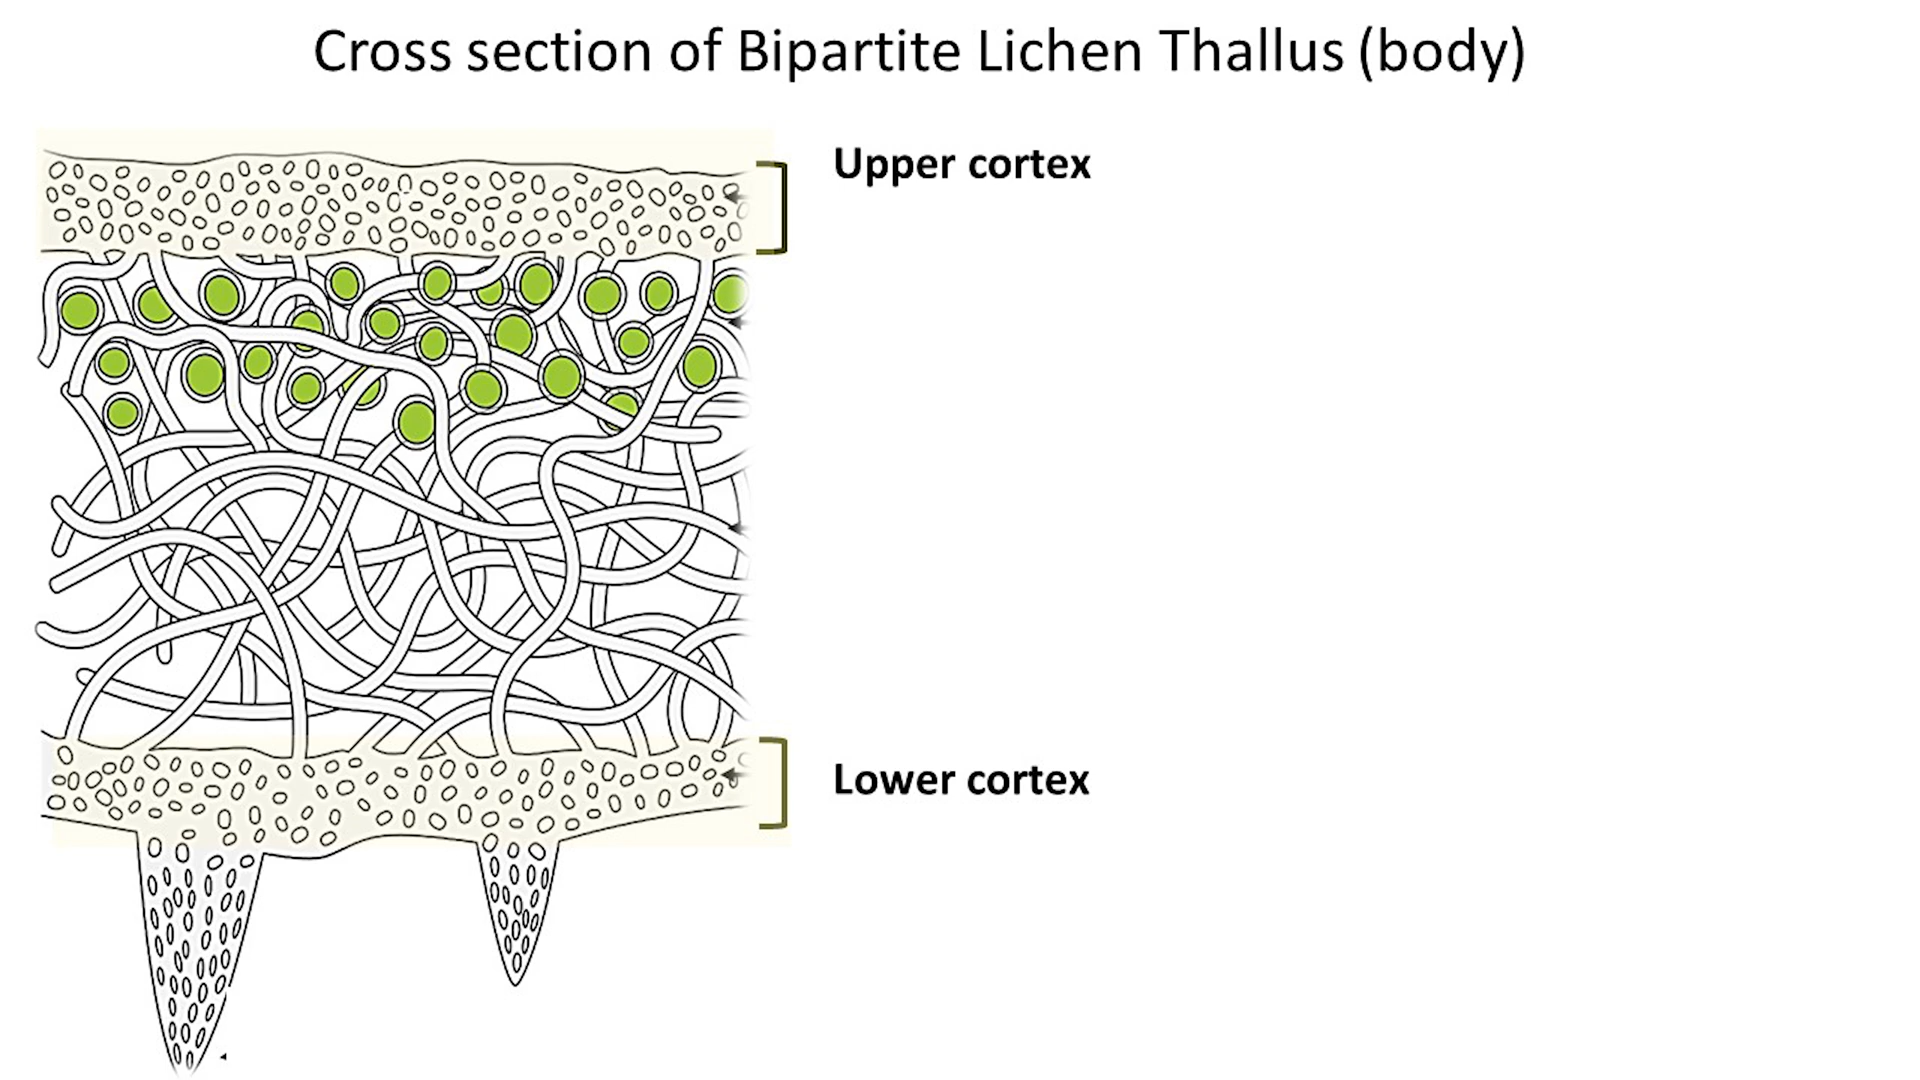 Cross section of Bipartite Lichen Thallus (body)
Upper cortex
Lower cortex